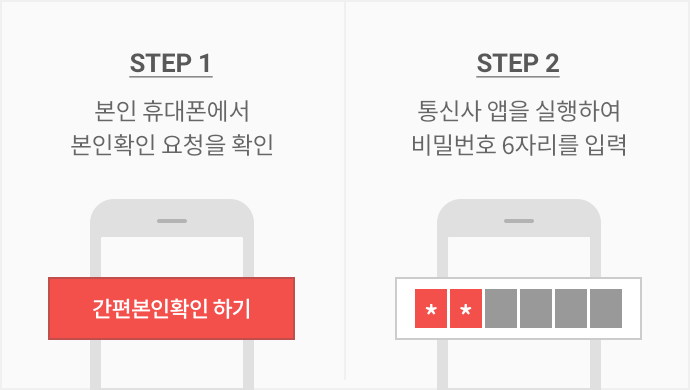 STEP 1
본인 휴대폰에서
본인확인 요청을 확인
간편본인확인 하기
STEP 2
통신사 앱을 실행하여
비밀번호 6자리를 입력
* *